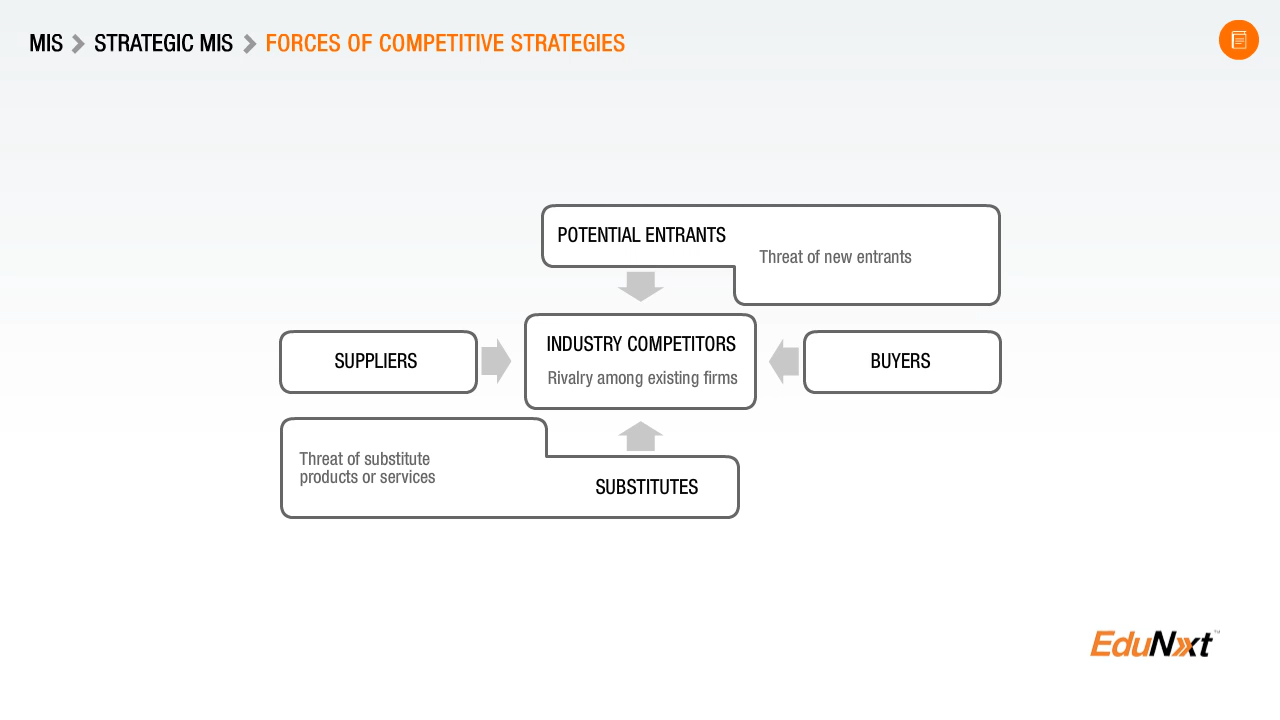 MIS > STRATEGIC MIS > FORCES OF COMPETITIVE STRATEGIES
POTENTIAL ENTRANTS
Threat of new entrants
SUPPLIERS
INDUSTRY COMPETITORS
Rivalry among existing firms
BUYERS
Threat of substitute
products or services
SUBSTITUTES
EduNxt™